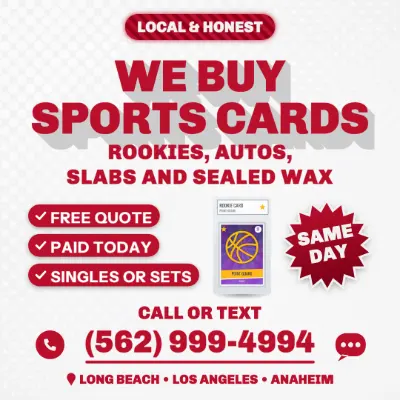 LOCAL & HONEST
WE BUY
SPORTS CARDS
ROOKIES, AUTOS,
SLABS AND SEALED WAX
FREE QUOTE
PAID TODAY
SINGLES OR SETS
SAME
DAY
CALL OR TEXT
(562) 999-4994
LONG BEACH • LOS ANGELES • ANAHEIM